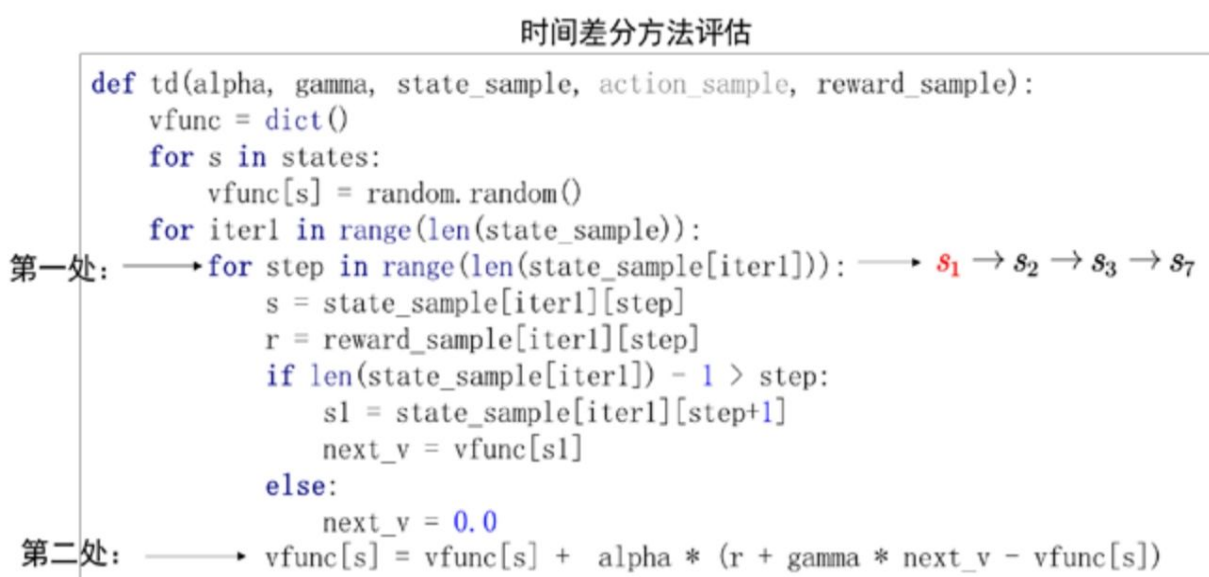 时间差分方法评估
def td(alpha, gamma, state_sample, action_sample, reward_sample):
    vfunc = dict()
    for s in states:
        vfunc[s] = random.random()
    for iter1 in range(len(state_sample)):
第一处: for step in range(len(state_sample[iter1])): s₁ → s₂ → s₃ → s₇
            s = state_sample[iter1][step]
            r = reward_sample[iter1][step]
            if len(state_sample[iter1]) - 1 > step:
                s1 = state_sample[iter1][step+1]
                next_v = vfunc[s1]
            else:
                next_v = 0.0
第二处: vfunc[s] = vfunc[s] + alpha * (r + gamma * next_v - vfunc[s])